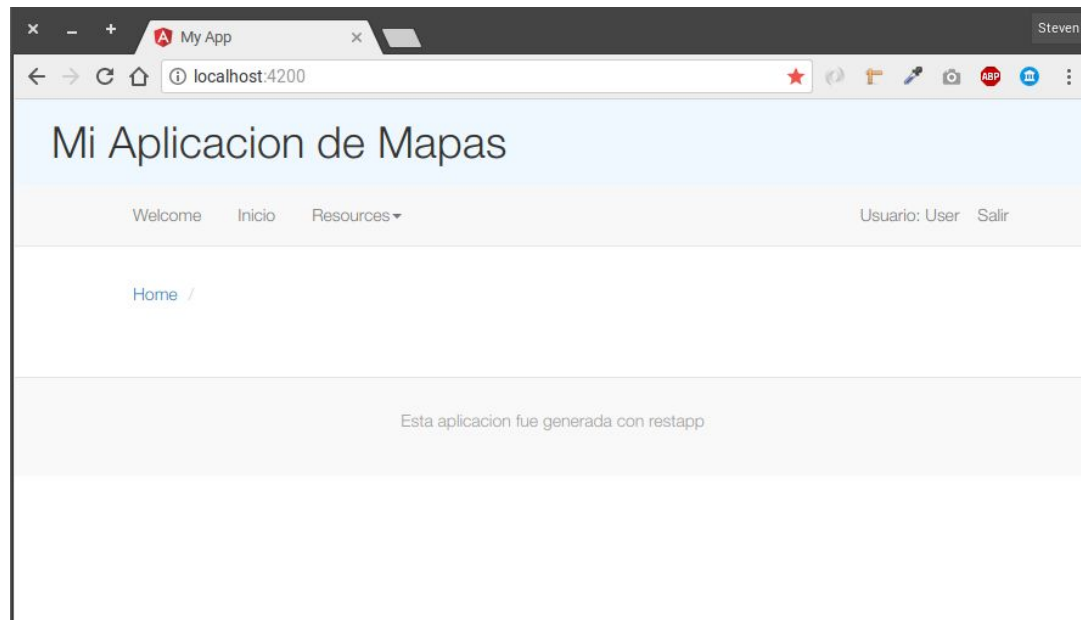 My App
Steven
localhost:4200
ABP
Mi Aplicacion de Mapas
Welcome Inicio Resources Usuario: User Salir
Home /
Esta aplicacion fue generada con restapp